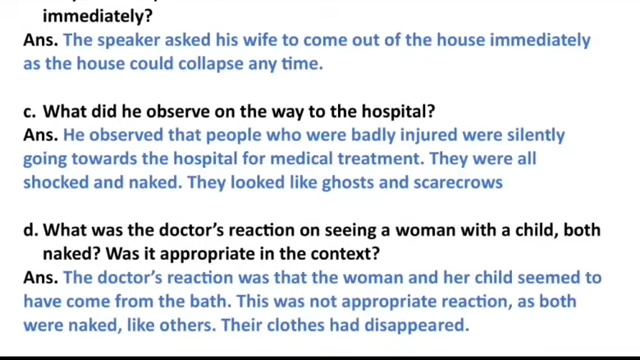 immediately?
Ans. The speaker asked his wife to come out of the house immediately
as the house could collapse any time.
c. What did he observe on the way to the hospital?
Ans. He observed that people who were badly injured were silently
going towards the hospital for medical treatment. They were all
shocked and naked. They looked like ghosts and scarecrows
d. What was the doctor's reaction on seeing a woman with a child, both
naked? Was it appropriate in the context?
Ans. The doctor's reaction was that the woman and her child seemed to
have come from the bath. This was not appropriate reaction, as both
were naked, like others. Their clothes had disappeared.